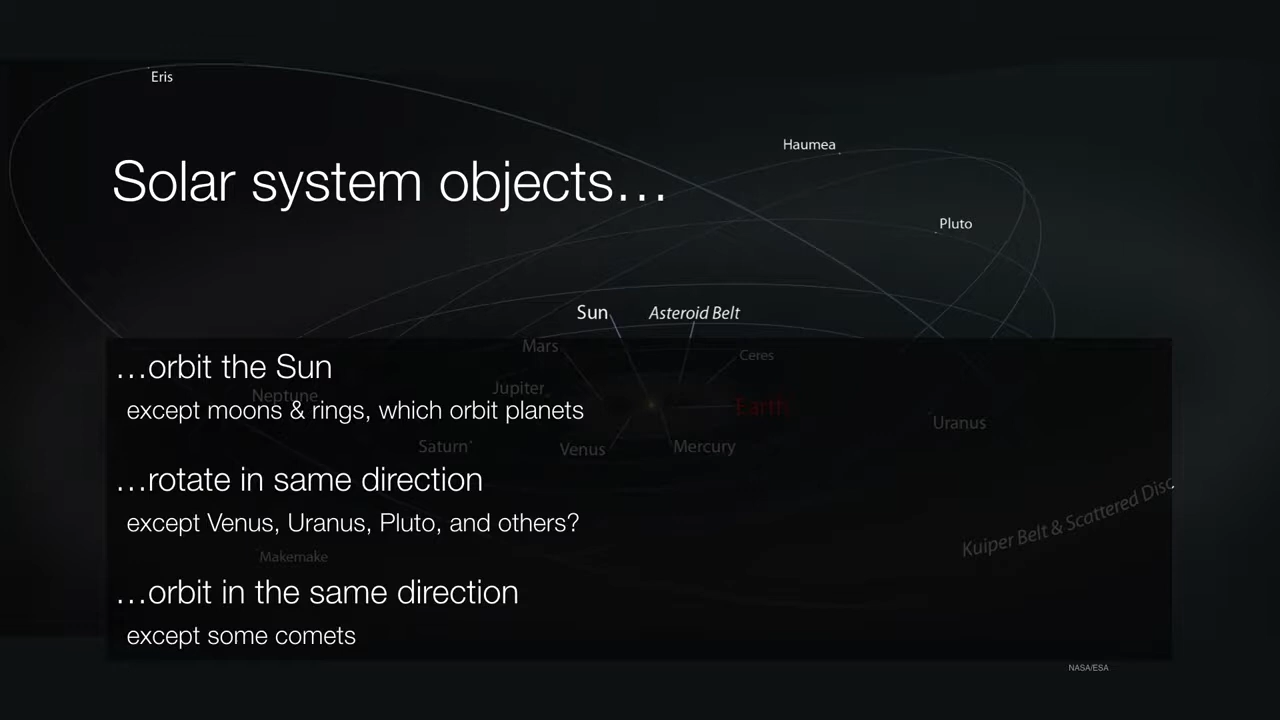 Eris
Haumea
Solar system objects…
Pluto
Sun
Asteroid Belt
Mars
Ceres
…orbit the Sun
Jupiter
Neptune
Earth
except moons & rings, which orbit planets
Uranus
Saturn
Venus
Mercury
…rotate in same direction
Kuiper Belt & Scattered Disc
except Venus, Uranus, Pluto, and others?
Makemake
…orbit in the same direction
except some comets
NASA/ESA